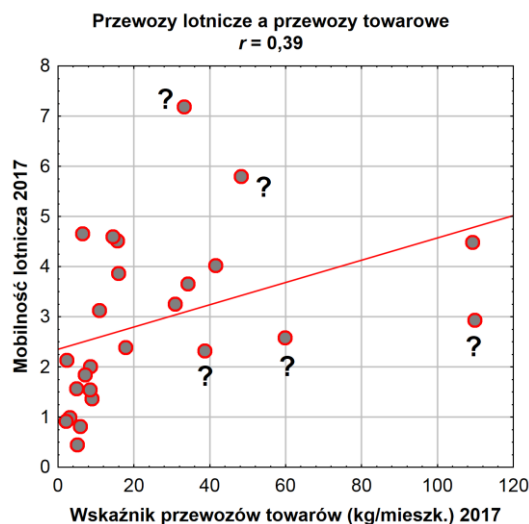 Przewozy lotnicze a przewozy towarowe
r = 0,39
Mobilność lotnicza 2017
8
7
6
5
4
3
2
1
0
?
?
?
?
?
0 20 40 60 80 100 120
Wskaźnik przewozów towarów (kg/mieszk.) 2017